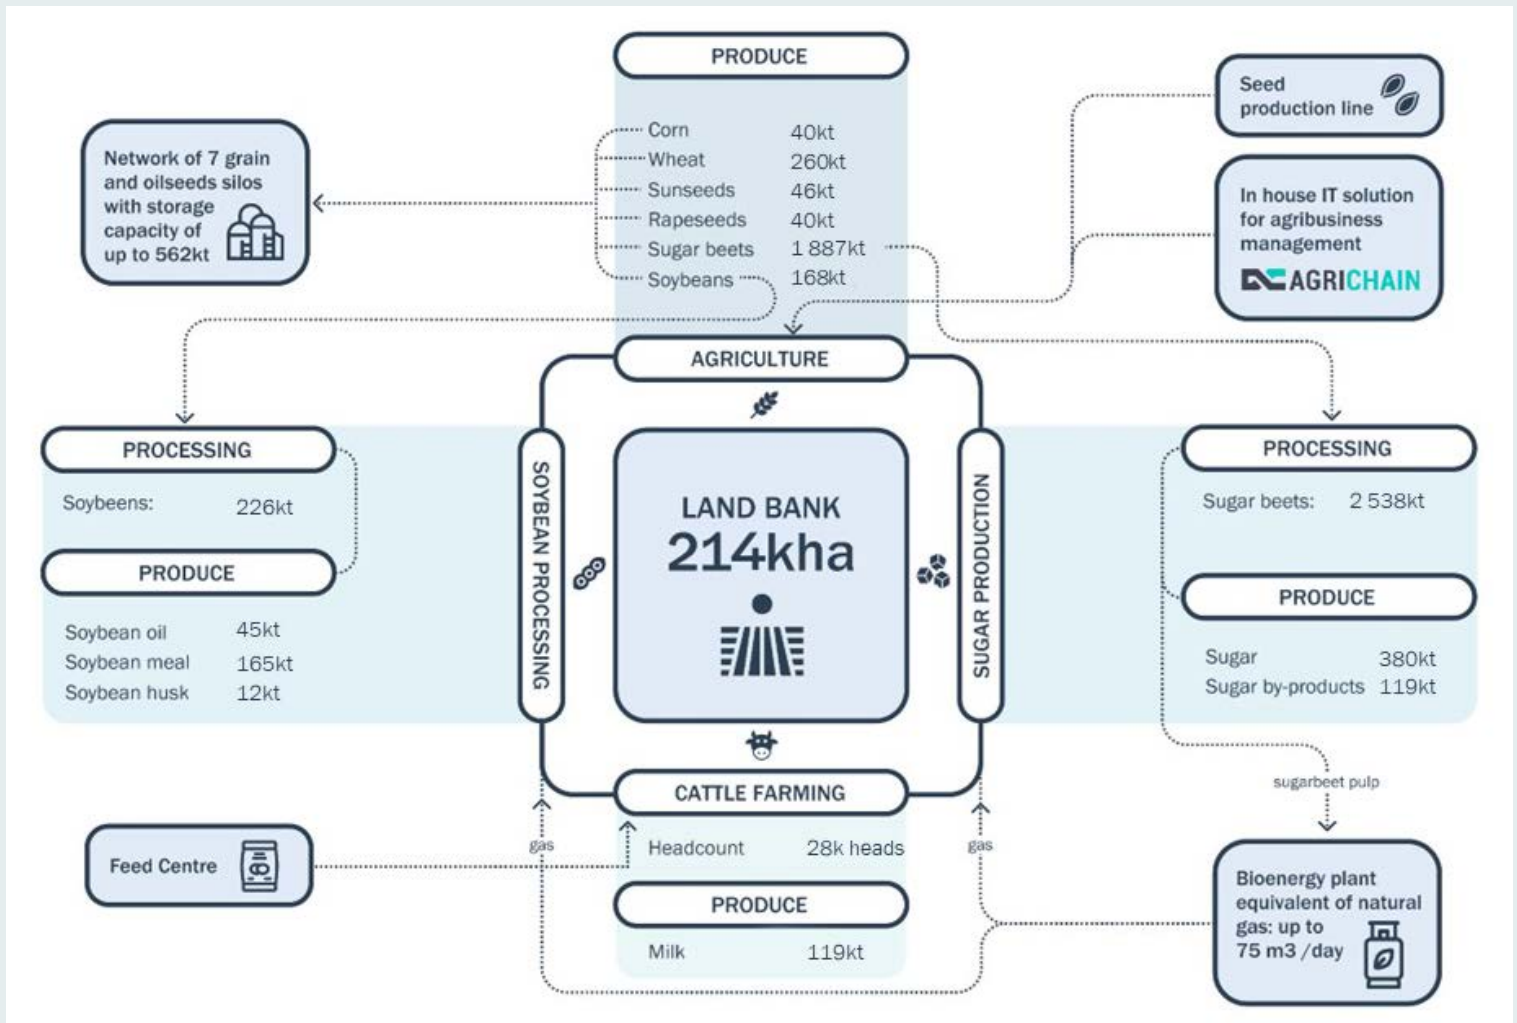 PRODUCE
Corn 40kt
Wheat 260kt
Sunseeds 46kt
Rapeseeds 40kt
Sugar beets 1 887kt
Soybeans 168kt
Seed
production line
Network of 7 grain
and oilseeds silos
with storage
capacity of
up to 562kt
In house IT solution
for agribusiness
management
AGRICHAIN
AGRICULTURE
PROCESSING
Soybeens: 226kt
PRODUCE
Soybean oil 45kt
Soybean meal 165kt
Soybean husk 12kt
SOYBEAN PROCESSING
LAND BANK
214kha
SUGAR PRODUCTION
PROCESSING
Sugar beets: 2 538kt
PRODUCE
Sugar 380kt
Sugar by-products 119kt
sugarbeet pulp
CATTLE FARMING
Headcount 28k heads
PRODUCE
Milk 119kt
gas
gas
Feed Centre
Bioenergy plant
equivalent of natural
gas: up to
75 m3 /day